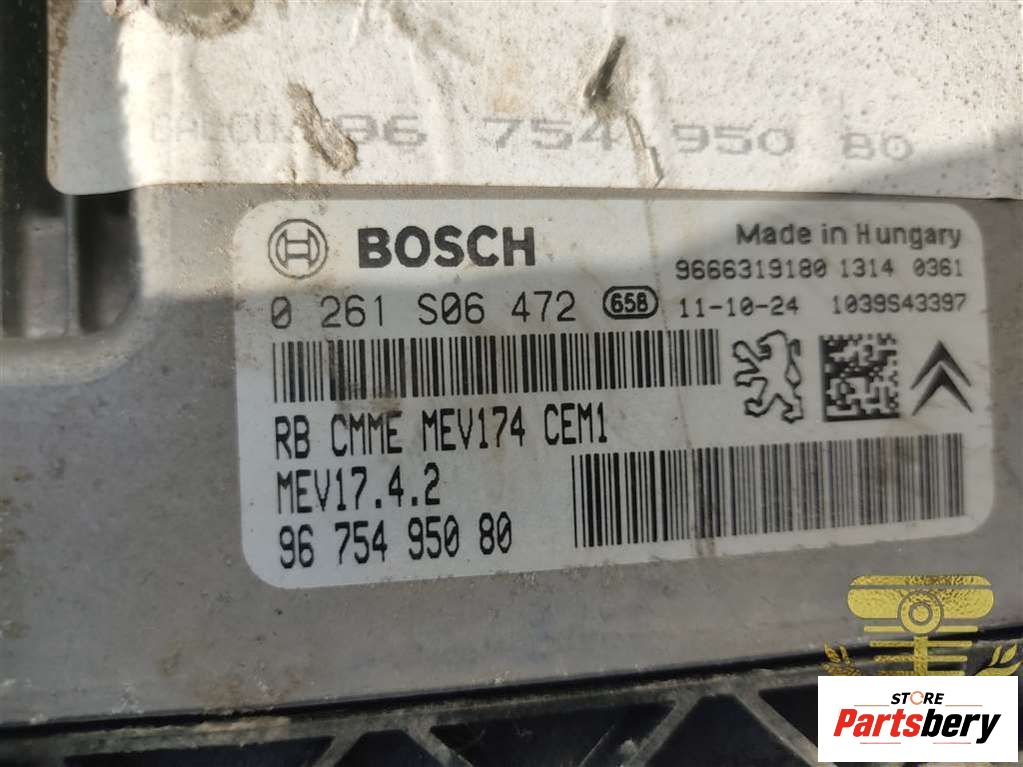 96 754 950 80
BOSCH
Made in Hungary
9666319180 1314 0361
0 261 S06 472 658 11-10-24 1039S43397
RB CMME MEV174 CEM1
MEV17.4.2
96 754 950 80
STORE
Partsbery